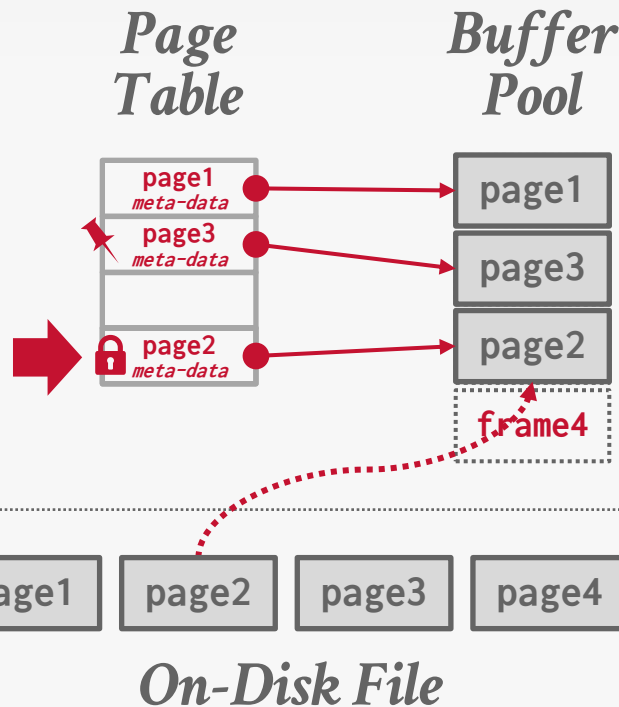 Page
Table
Buffer
Pool
page1
meta-data
page3
meta-data
page2
meta-data
page1
page3
page2
frame4
age1
page2
page3
page4
On-Disk File